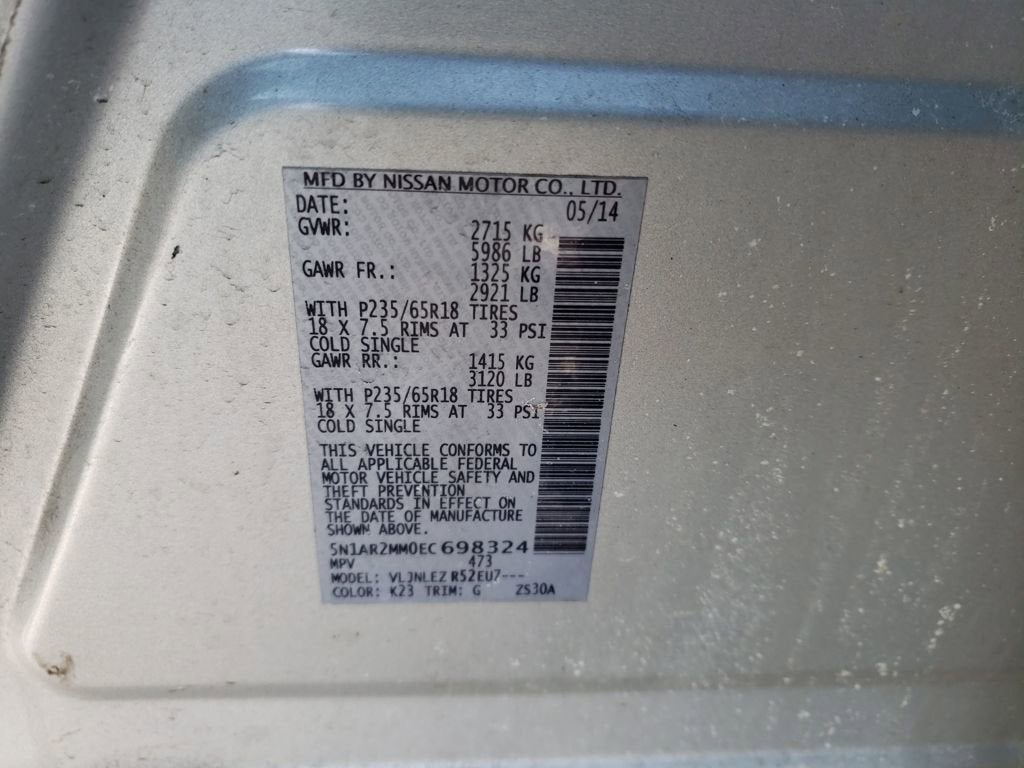 MFD BY NISSAN MOTOR CO., LTD.
DATE: 05/14
GVWR: 2715 KG
5986 LB
GAWR FR.: 1325 KG
2921 LB
WITH P235/65R18 TIRES
18 X 7.5 RIMS AT 33 PSI
COLD SINGLE
GAWR RR.: 1415 KG
3120 LB
WITH P235/65R18 TIRES
18 X 7.5 RIMS AT 33 PSI
COLD SINGLE
THIS VEHICLE CONFORMS TO
ALL APPLICABLE FEDERAL
MOTOR VEHICLE SAFETY AND
THEFT PREVENTION
STANDARDS IN EFFECT ON
THE DATE OF MANUFACTURE
SHOWN ABOVE.
5N1AR2MM0EC698324
MPV 473
MODEL: VLJNLEZ R52EU7---
COLOR: K23 TRIM: G ZS30A